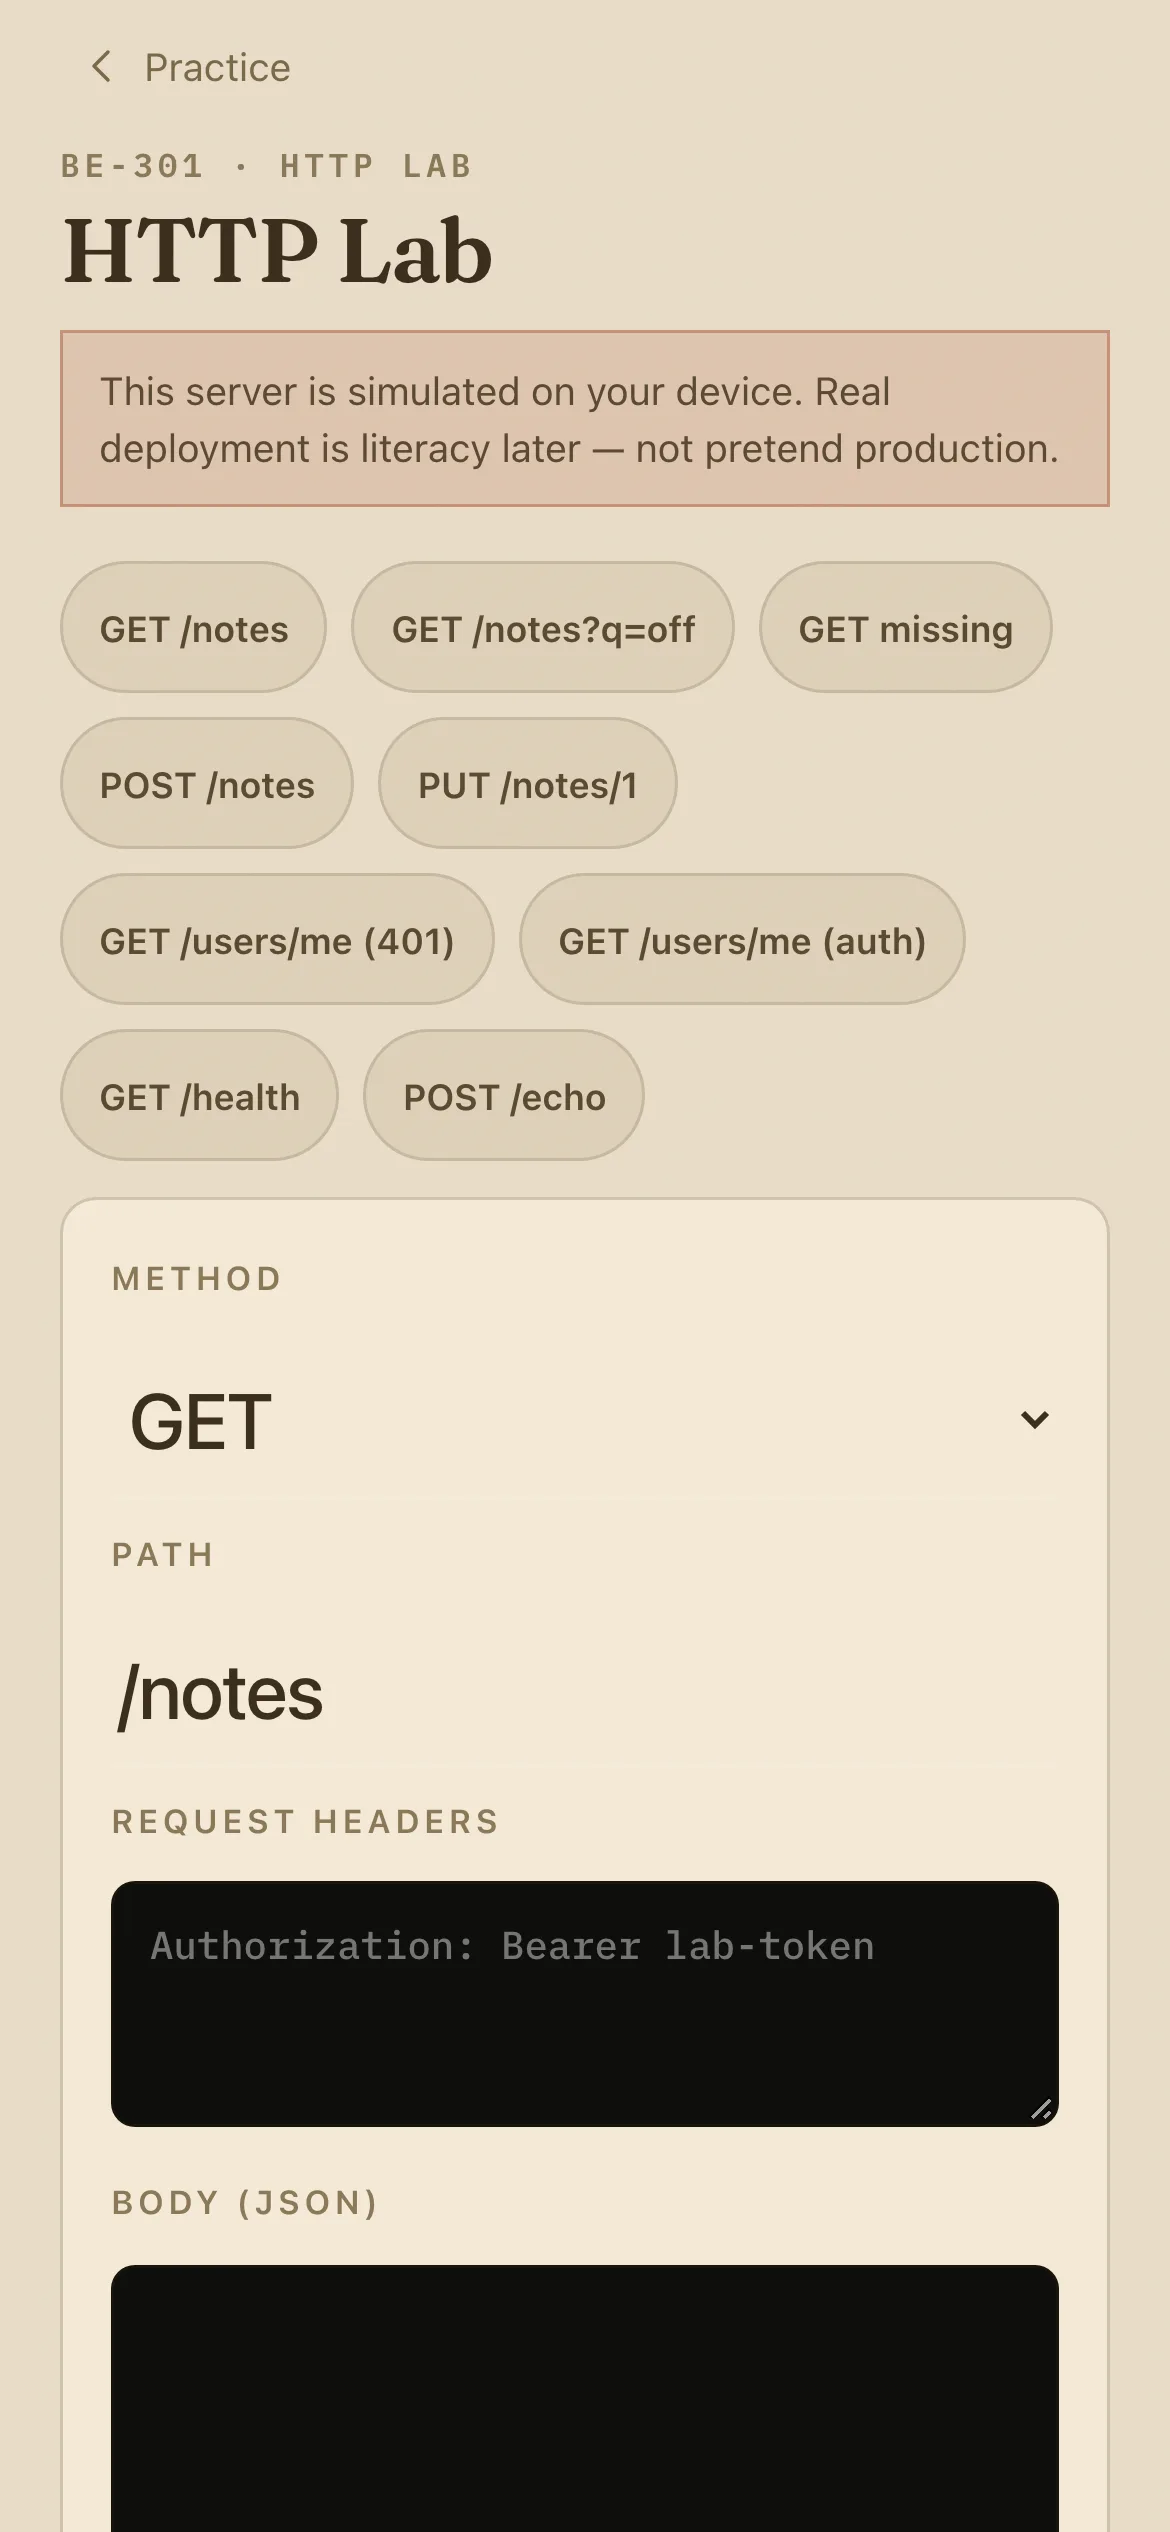 Practice
BE-301 · HTTP LAB
HTTP Lab
This server is simulated on your device. Real
deployment is literacy later — not pretend production.
GET /notes
GET /notes?q=off
GET missing
POST /notes
PUT /notes/1
GET /users/me (401)
GET /users/me (auth)
GET /health
POST /echo
METHOD
GET
PATH
/notes
REQUEST HEADERS
Authorization: Bearer lab-token
BODY (JSON)